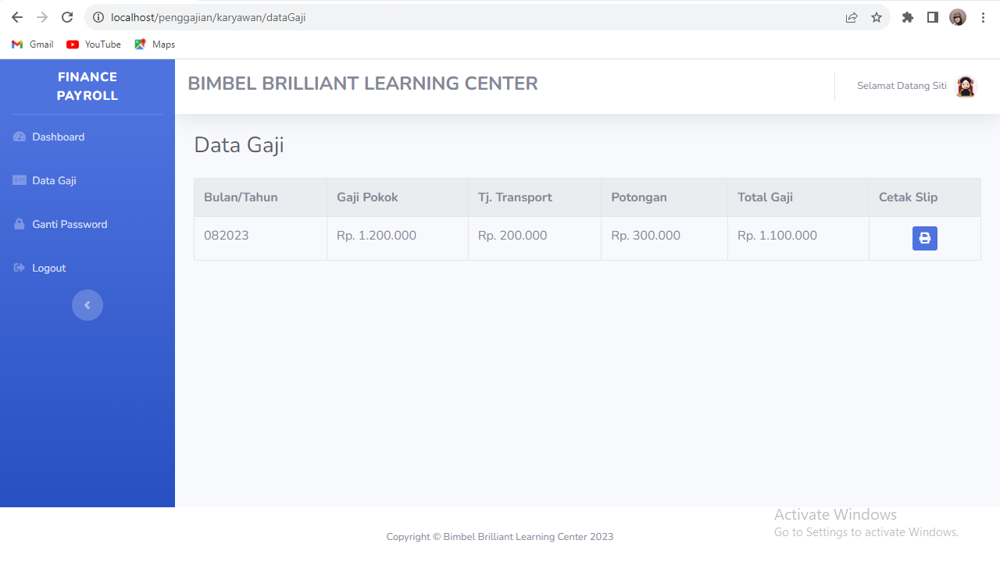 localhost/penggajian/karyawan/dataGaji
Gmail YouTube Maps
FINANCE
PAYROLL
BIMBEL BRILLIANT LEARNING CENTER
Selamat Datang Siti
Dashboard
Data Gaji
Ganti Password
Logout
Data Gaji
Bulan/Tahun Gaji Pokok Tj. Transport Potongan Total Gaji Cetak Slip
082023 Rp. 1.200.000 Rp. 200.000 Rp. 300.000 Rp. 1.100.000
Activate Windows
Go to Settings to activate Windows.
Copyright © Bimbel Brilliant Learning Center 2023